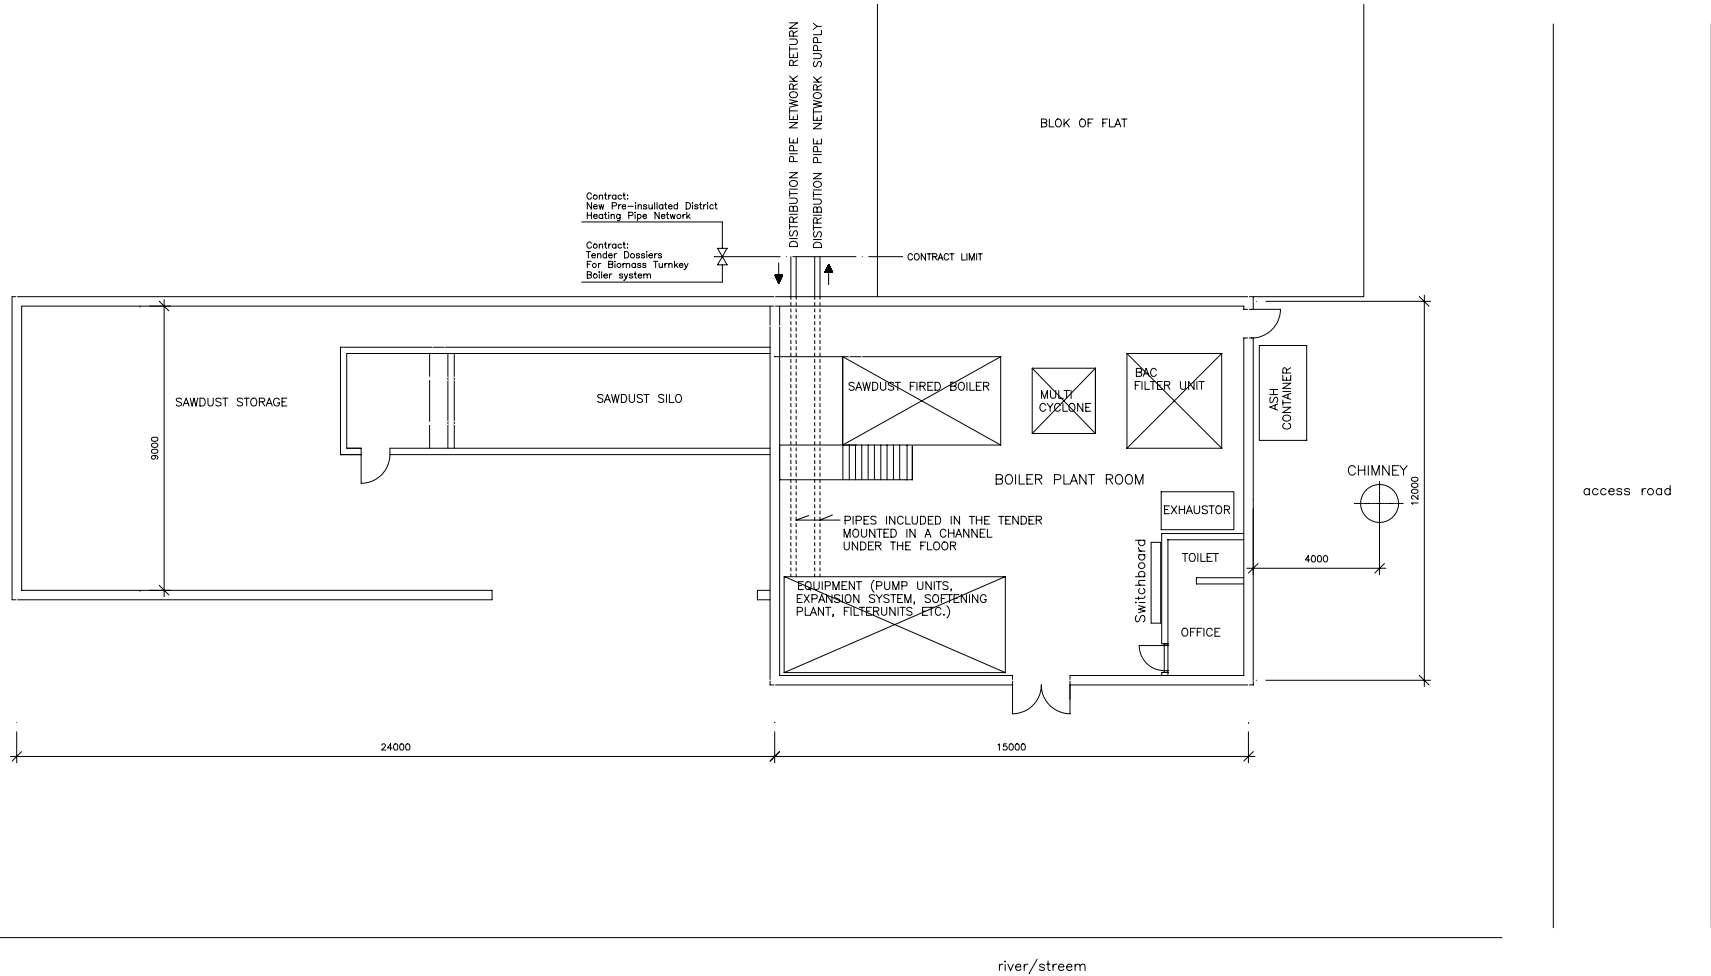 DISTRIBUTION PIPE NETWORK RETURN
DISTRIBUTION PIPE NETWORK SUPPLY
BLOK OF FLAT
Contract:
New Pre-insullated District
Heating Pipe Network
Contract:
Tender Dossiers
For Biomass Turnkey
Boiler system
CONTRACT LIMIT
SAWDUST STORAGE
9000
SAWDUST SILO
SAWDUST FIRED BOILER
MULTI
CYCLONE
BAC
FILTER UNIT
ASH
CONTAINER
BOILER PLANT ROOM
CHIMNEY
12000
access road
EXHAUSTOR
PIPES INCLUDED IN THE TENDER
MOUNTED IN A CHANNEL
UNDER THE FLOOR
Switchboard
TOILET
4000
EQUIPMENT (PUMP UNITS,
EXPANSION SYSTEM, SOFTENING
PLANT, FILTERUNITS ETC.)
OFFICE
24000
15000
river/streem